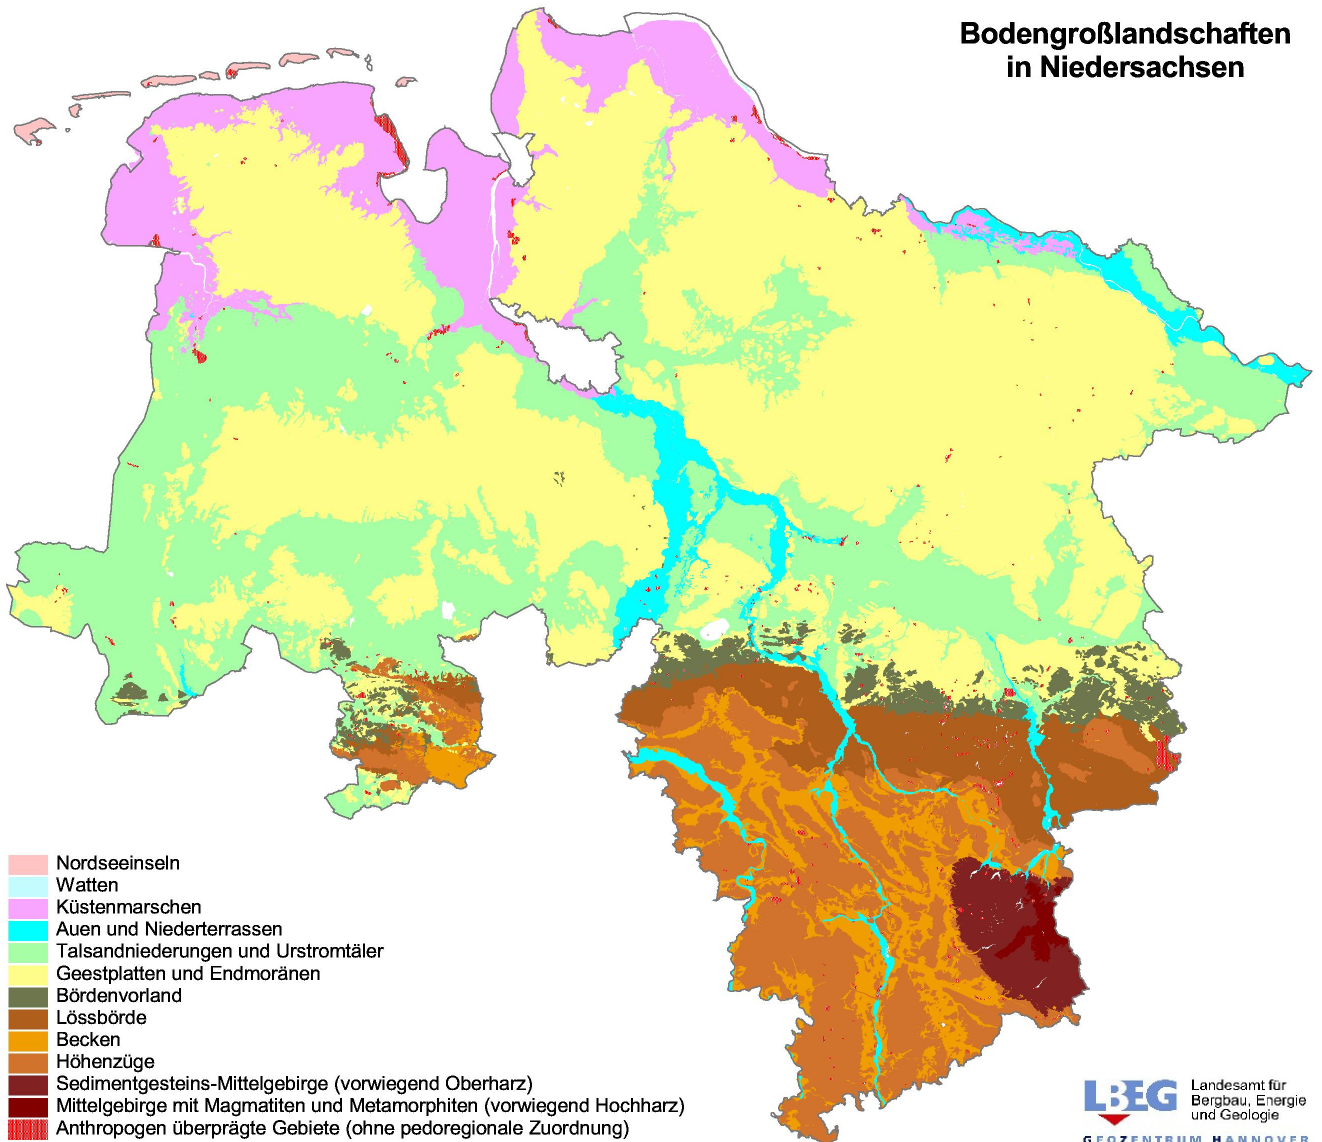 Bodengroßlandschaften
in Niedersachsen
Nordseeinseln
Watten
Küstenmarschen
Auen und Niederterrassen
Talsandniederungen und Urstromtäler
Geestplatten und Endmoränen
Bördenvorland
Lössbörde
Becken
Höhenzüge
Sedimentgesteins-Mittelgebirge (vorwiegend Oberharz)
Mittelgebirge mit Magmatiten und Metamorphiten (vorwiegend Hochharz)
Anthropogen überprägte Gebiete (ohne pedoregionale Zuordnung)
LBEG
Landesamt für
Bergbau, Energie
und Geologie
GEOZENTRUM HANNOVER